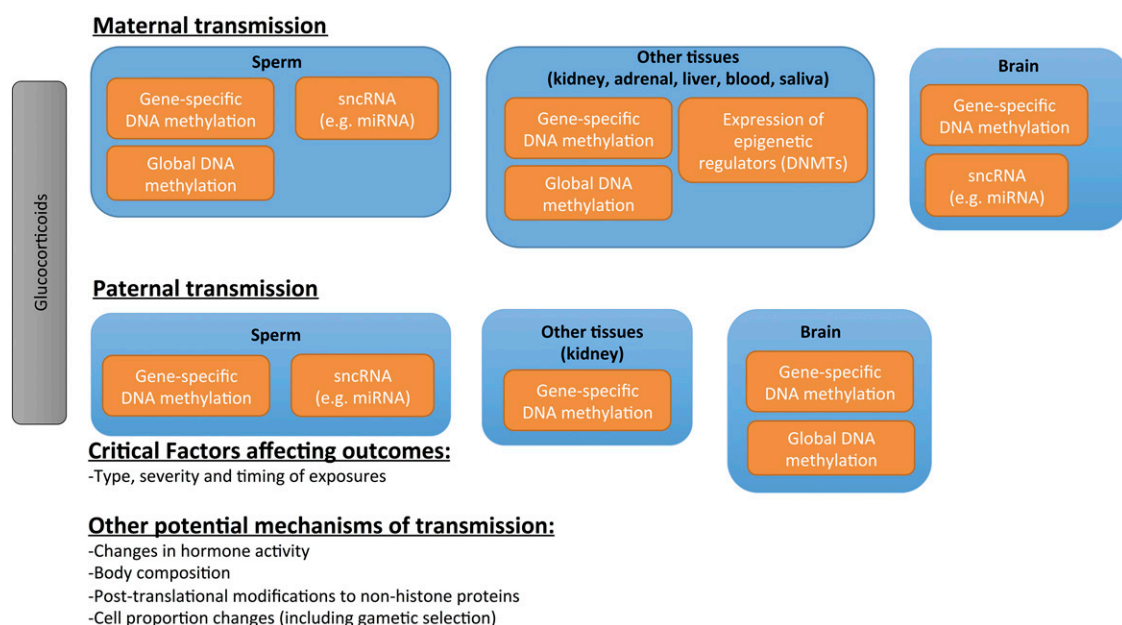 Glucocorticoids
Maternal transmission
Sperm
Gene-specific
DNA methylation
sncRNA
(e.g. miRNA)
Global DNA
methylation
Other tissues
(kidney, adrenal, liver, blood, saliva)
Gene-specific
DNA methylation
Expression of
epigenetic
regulators (DNMTs)
Global DNA
methylation
Brain
Gene-specific
DNA methylation
sncRNA
(e.g. miRNA)
Paternal transmission
Sperm
Gene-specific
DNA methylation
sncRNA
(e.g. miRNA)
Other tissues
(kidney)
Gene-specific
DNA methylation
Brain
Gene-specific
DNA methylation
Global DNA
methylation
Critical Factors affecting outcomes:
-Type, severity and timing of exposures
Other potential mechanisms of transmission:
-Changes in hormone activity
-Body composition
-Post-translational modifications to non-histone proteins
-Cell proportion changes (including gametic selection)